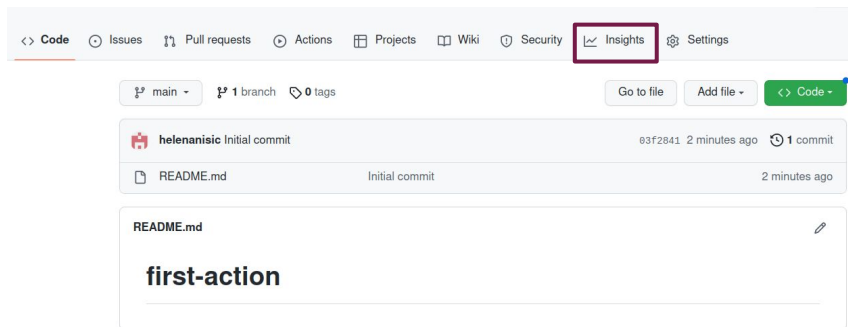 <> Code Issues Pull requests Actions Projects Wiki Security Insights Settings
main 1 branch 0 tags Go to file Add file <> Code
helenanisic Initial commit 03f2841 2 minutes ago 1 commit
README.md Initial commit 2 minutes ago
README.md
first-action